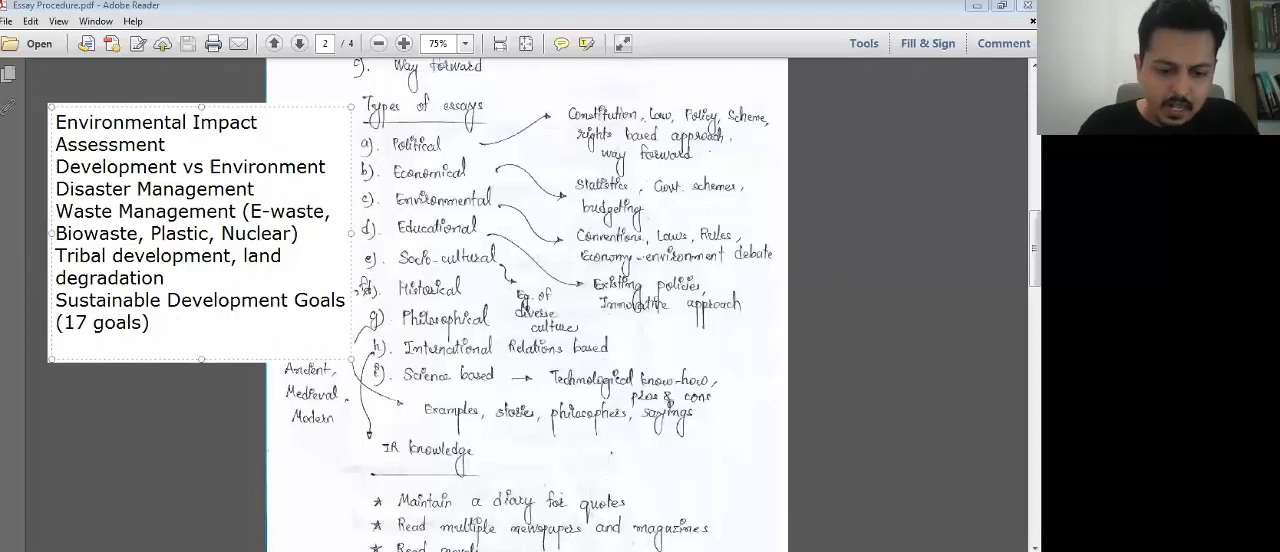 Essay Procedure.pdf - Adobe Reader
File Edit View Window Help
Open
2 / 4
75%
Tools Fill & Sign Comment
f). Way forward
Types of essays
a). Political
Constitution, Law, Policy, Scheme,
rights based approach,
way forward
b). Economical
Statistics, Govt. schemes,
budgeting
c). Environmental
Conventions, Laws, Rules,
Economy-environment debate
d). Educational
Existing policies,
Innovative approach
e). Socio-cultural
Eg. of
diverse
culture
Historical
Ancient,
Medieval,
Modern
g). Philosophical
Examples, stories, philosophers, sayings
h). International Relations based
IR knowledge
i). Science based → Technological know-how,
pros & cons
* Maintain a diary for quotes
* Read multiple newspapers and magazines
* Read novels
Environmental Impact
Assessment
Development vs Environment
Disaster Management
Waste Management (E-waste,
Biowaste, Plastic, Nuclear)
Tribal development, land
degradation
Sustainable Development Goals
(17 goals)